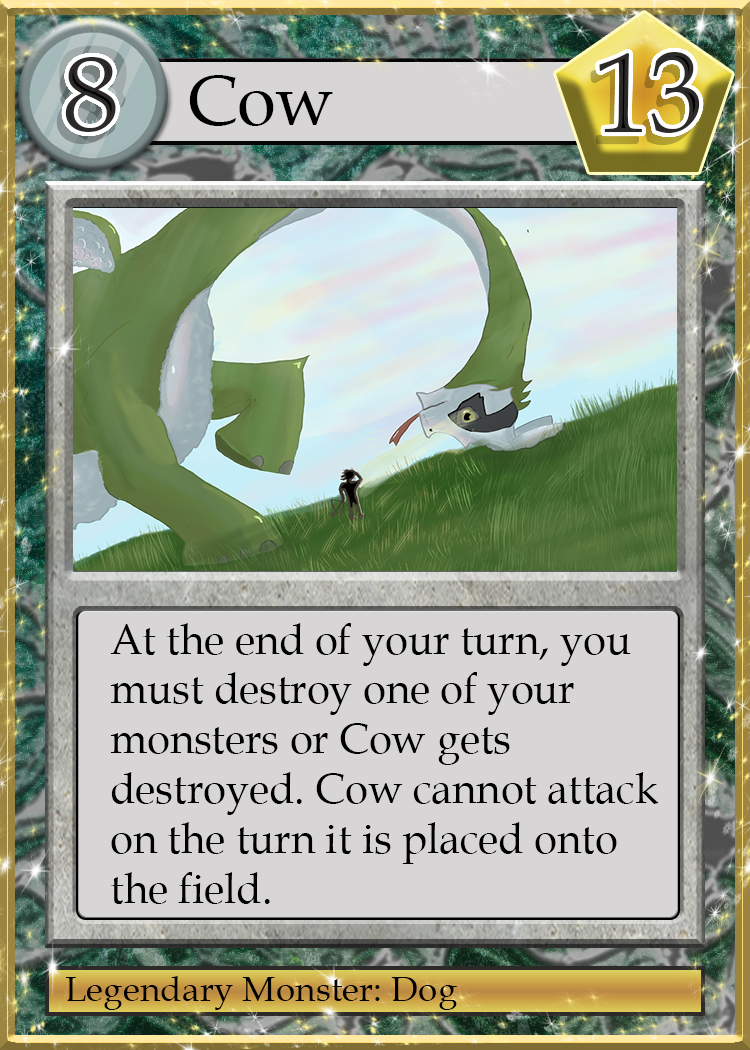 8
Cow
13
At the end of your turn, you
must destroy one of your
monsters or Cow gets
destroyed. Cow cannot attack
on the turn it is placed onto
the field.
Legendary Monster: Dog